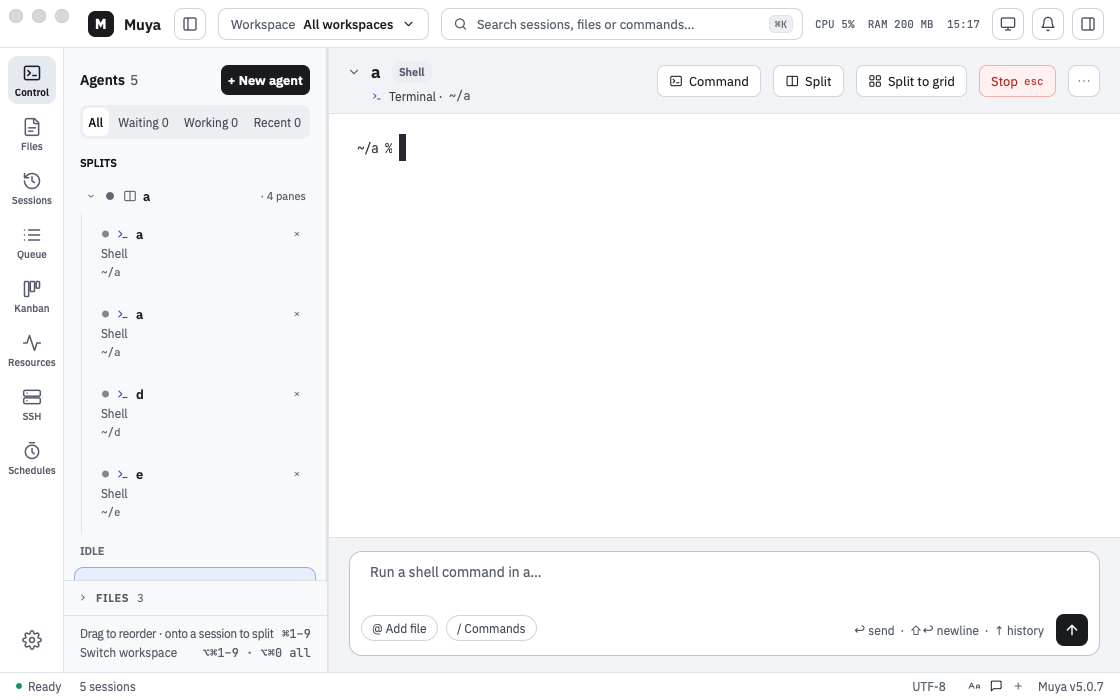 M Muya Workspace All workspaces Search sessions, files or commands... ⌘K CPU 5% RAM 200 MB 15:17
Control
Files
Sessions
Queue
Kanban
Resources
SSH
Schedules
Agents 5 + New agent
All Waiting 0 Working 0 Recent 0
SPLITS
a · 4 panes
a ×
Shell
~/a
a ×
Shell
~/a
d ×
Shell
~/d
e ×
Shell
~/e
IDLE
FILES 3
Drag to reorder · onto a session to split ⌘1–9
Switch workspace ⌥⌘1–9 · ⌥⌘0 all
a Shell
Terminal · ~/a
Command Split Split to grid Stop esc ···
~/a %
Run a shell command in a...
@ Add file / Commands ↩ send · ⇧↩ newline · ↑ history
Ready 5 sessions UTF-8 AA + Muya v5.0.7